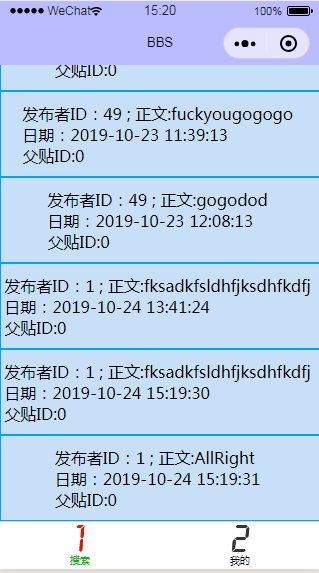 WeChat 15:20 100%
BBS
父贴ID:0
发布者ID：49 ; 正文:fuckyougogogo
日期：2019-10-23 11:39:13
父贴ID:0
发布者ID：49 ; 正文:gogodod
日期：2019-10-23 12:08:13
父贴ID:0
发布者ID：1 ; 正文:fksadkfsldhfjksdhfkdfj
日期：2019-10-24 13:41:24
父贴ID:0
发布者ID：1 ; 正文:fksadkfsldhfjksdhfkdfj
日期：2019-10-24 15:19:30
父贴ID:0
发布者ID：1 ; 正文:AllRight
日期：2019-10-24 15:19:31
父贴ID:0
1 2
搜索 我的